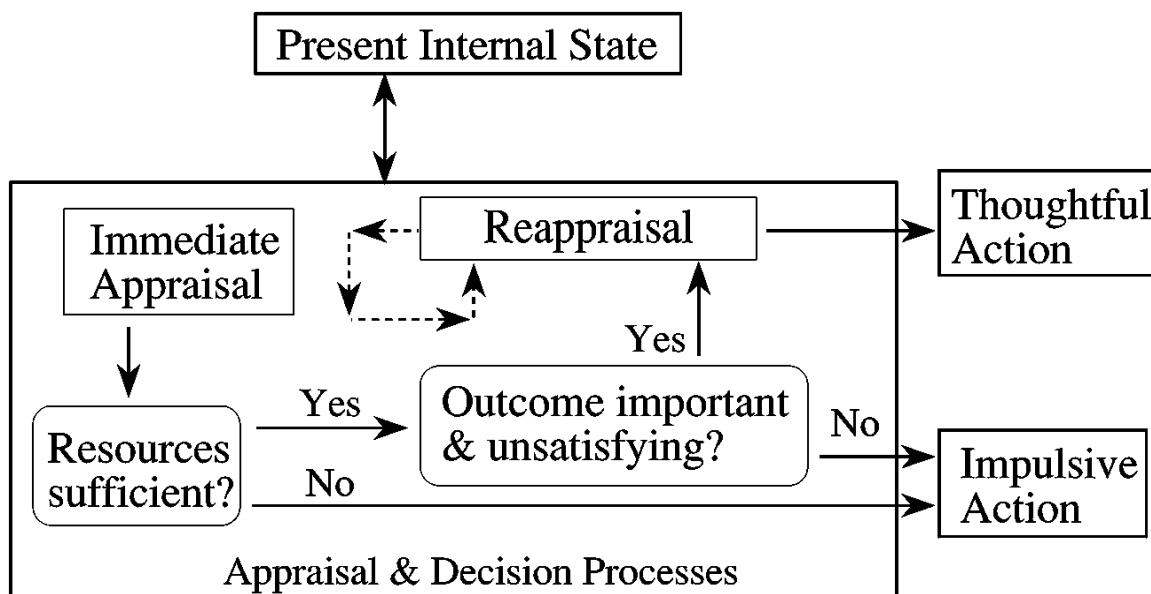 Present Internal State
Immediate
Appraisal
Reappraisal
Thoughtful
Action
Yes
Resources
sufficient?
Yes
Outcome important
& unsatisfying?
No
No
Impulsive
Action
Appraisal & Decision Processes